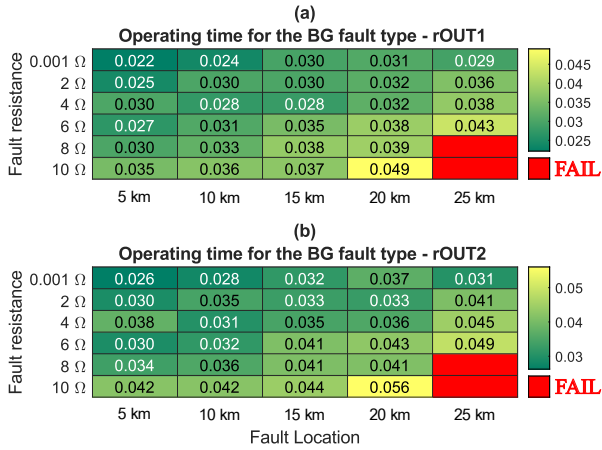 (a)
Operating time for the BG fault type - rOUT1
Fault resistance
0.001 Ω 0.022 0.024 0.030 0.031 0.029
2 Ω 0.025 0.030 0.030 0.032 0.036
4 Ω 0.030 0.028 0.028 0.032 0.038
6 Ω 0.027 0.031 0.035 0.038 0.043
8 Ω 0.030 0.033 0.038 0.039
10 Ω 0.035 0.036 0.037 0.049
5 km 10 km 15 km 20 km 25 km
0.045
0.04
0.035
0.03
0.025
FAIL
(b)
Operating time for the BG fault type - rOUT2
Fault resistance
0.001 Ω 0.026 0.028 0.032 0.037 0.031
2 Ω 0.030 0.035 0.033 0.033 0.041
4 Ω 0.038 0.031 0.035 0.036 0.045
6 Ω 0.030 0.032 0.041 0.043 0.049
8 Ω 0.034 0.036 0.041 0.041
10 Ω 0.042 0.042 0.044 0.056
5 km 10 km 15 km 20 km 25 km
Fault Location
0.05
0.04
0.03
FAIL